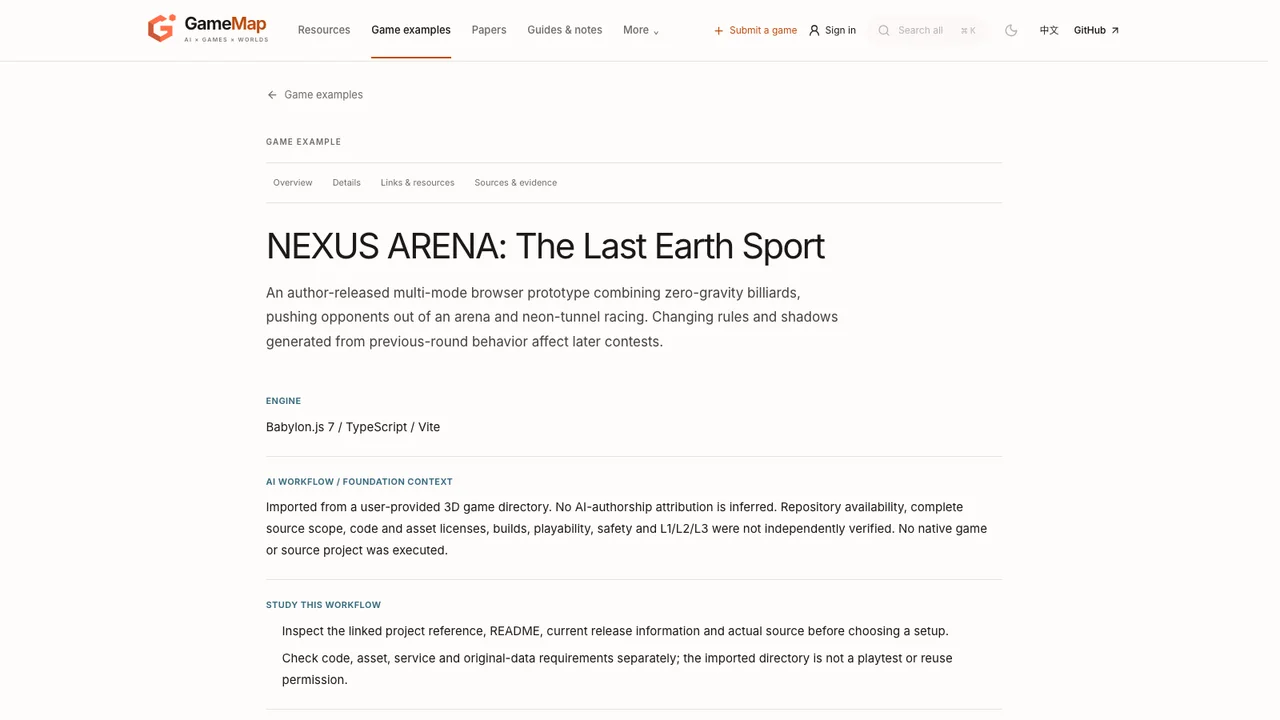 GameMap
AI × GAMES × WORLDS
Resources
Game examples
Papers
Guides & notes
More
+ Submit a game
Sign in
Search all
⌘ K
中文
GitHub ↗
← Game examples
GAME EXAMPLE
Overview
Details
Links & resources
Sources & evidence
NEXUS ARENA: The Last Earth Sport
An author-released multi-mode browser prototype combining zero-gravity billiards,
pushing opponents out of an arena and neon-tunnel racing. Changing rules and shadows
generated from previous-round behavior affect later contests.
ENGINE
Babylon.js 7 / TypeScript / Vite
AI WORKFLOW / FOUNDATION CONTEXT
Imported from a user-provided 3D game directory. No AI-authorship attribution is inferred. Repository availability, complete
source scope, code and asset licenses, builds, playability, safety and L1/L2/L3 were not independently verified. No native game
or source project was executed.
STUDY THIS WORKFLOW
Inspect the linked project reference, README, current release information and actual source before choosing a setup.
Check code, asset, service and original-data requirements separately; the imported directory is not a playtest or reuse
permission.